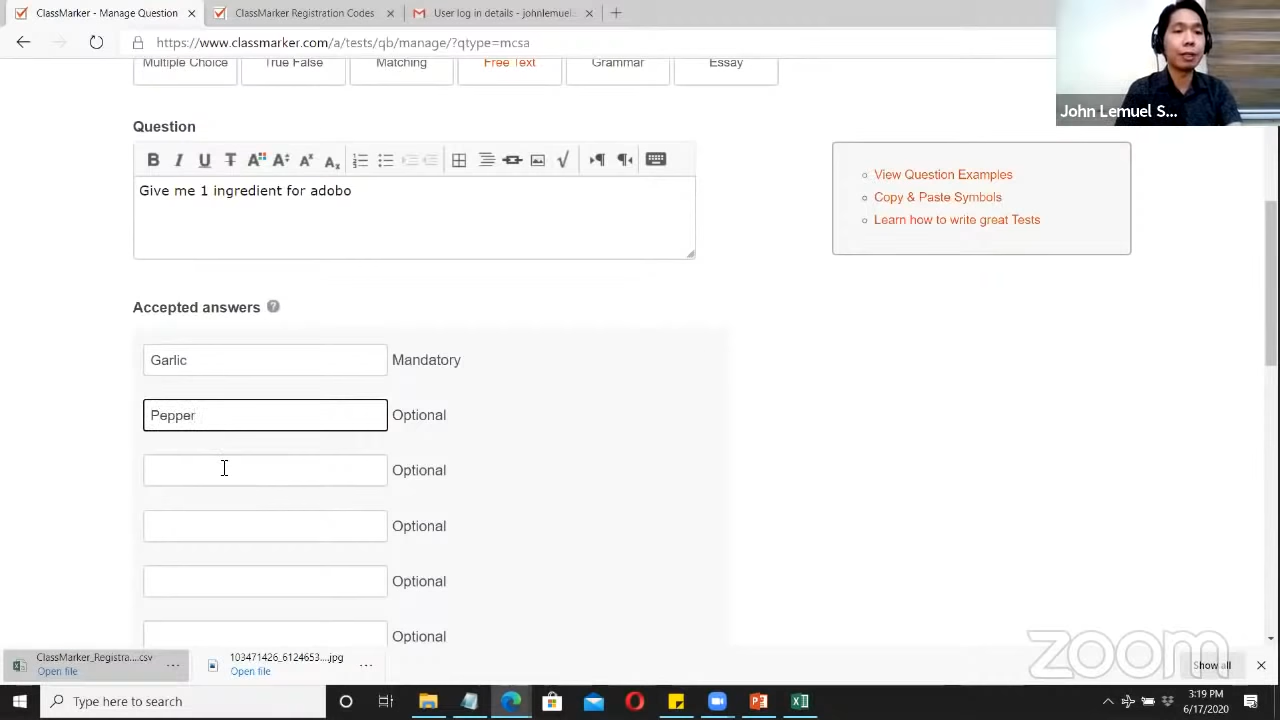 ClassMarker - Manage Question
ClassMarker Registration Codes
User log in details - johnlemuel
https://www.classmarker.com/a/tests/qb/manage/?qtype=mcsa
Multiple Choice
True False
Matching
Free Text
Grammar
Essay
John Lemuel S...
Question
Give me 1 ingredient for adobo
View Question Examples
Copy & Paste Symbols
Learn how to write great Tests
Accepted answers
Garlic Mandatory
Pepper Optional
Optional
Optional
Optional
Optional
ClassMarker_Registra....csv
Open file
103471426_6124653....jpg
Open file
zoom
Show all
Type here to search
3:19 PM
6/17/2020